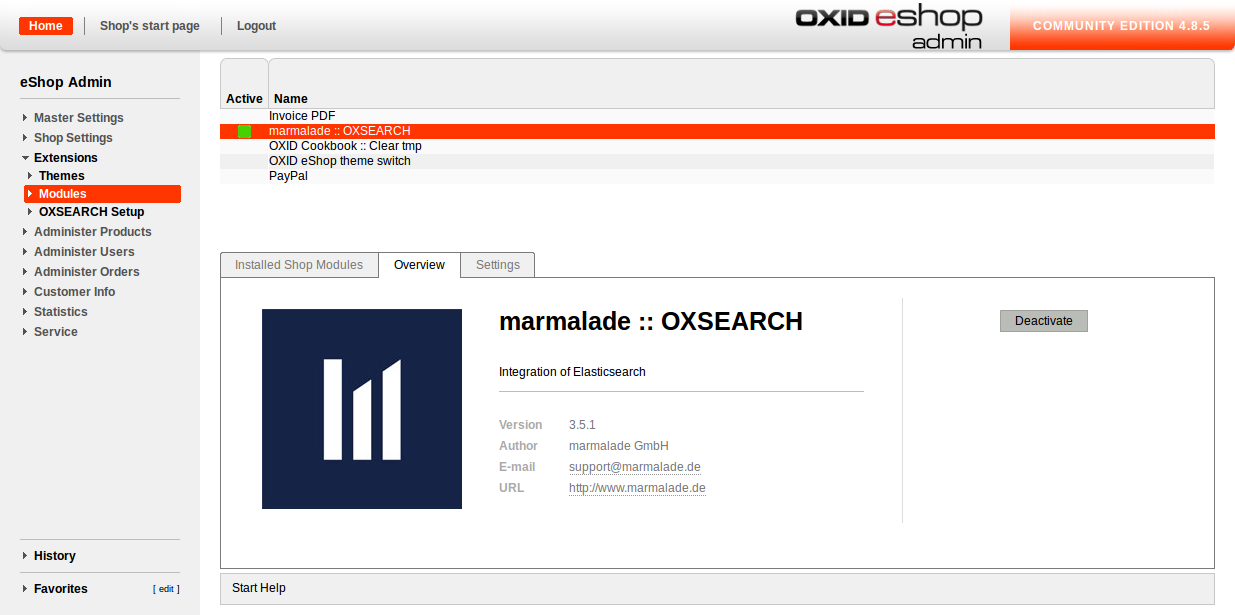 Home
Shop's start page
Logout
OXID eshop
admin
COMMUNITY EDITION 4.8.5
eShop Admin
Master Settings
Shop Settings
Extensions
Themes
Modules
OXSEARCH Setup
Administer Products
Administer Users
Administer Orders
Customer Info
Statistics
Service
History
Favorites [ edit ]
Active Name
Invoice PDF
marmalade :: OXSEARCH
OXID Cookbook :: Clear tmp
OXID eShop theme switch
PayPal
Installed Shop Modules
Overview
Settings
marmalade :: OXSEARCH
Deactivate
Integration of Elasticsearch
Version 3.5.1
Author marmalade GmbH
E-mail support@marmalade.de
URL http://www.marmalade.de
Start Help